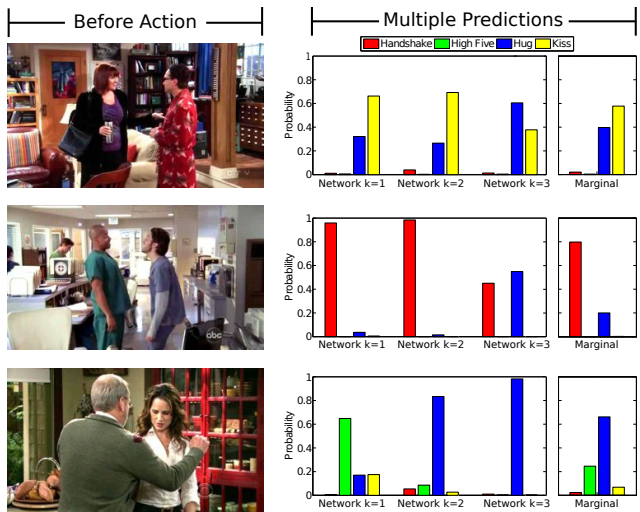 Before Action
Multiple Predictions
Handshake High Five Hug Kiss
1
0.8
0.6
0.4
0.2
0
Probability
Network k=1 Network k=2 Network k=3 Marginal
abc
1
0.8
0.6
0.4
0.2
0
Probability
Network k=1 Network k=2 Network k=3 Marginal
1
0.8
0.6
0.4
0.2
0
Probability
Network k=1 Network k=2 Network k=3 Marginal